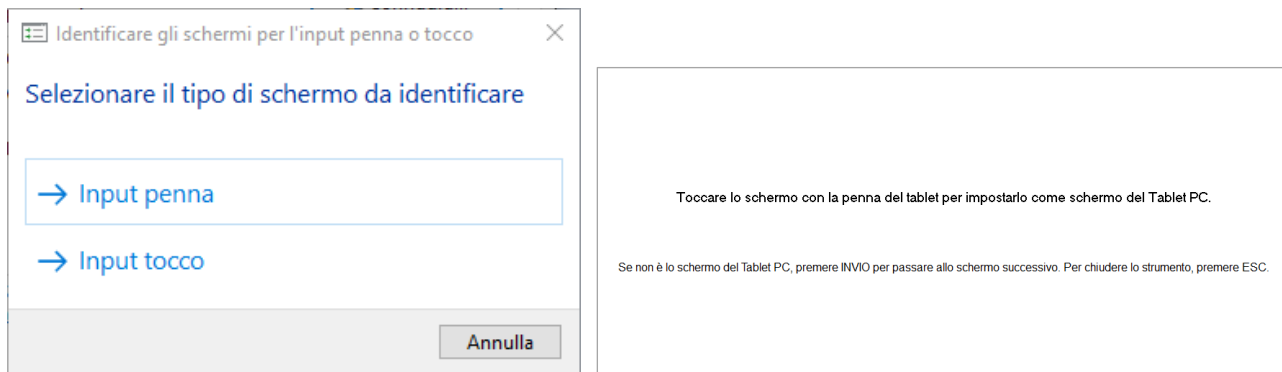 Identificare gli schermi per l'input penna o tocco
Selezionare il tipo di schermo da identificare
Input penna
Input tocco
Annulla
Toccare lo schermo con la penna del tablet per impostarlo come schermo del Tablet PC.
Se non è lo schermo del Tablet PC, premere INVIO per passare allo schermo successivo. Per chiudere lo strumento, premere ESC.